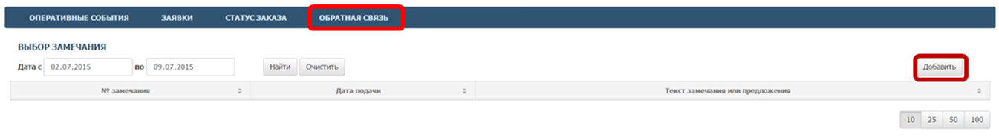 ОПЕРАТИВНЫЕ СОБЫТИЯ ЗАЯВКИ СТАТУС ЗАКАЗА ОБРАТНАЯ СВЯЗЬ
ВЫБОР ЗАМЕЧАНИЯ
Дата с 02.07.2015 по 09.07.2015 Найти Очистить Добавить
№ замечания Дата подачи Текст замечания или предложения
10 25 50 100